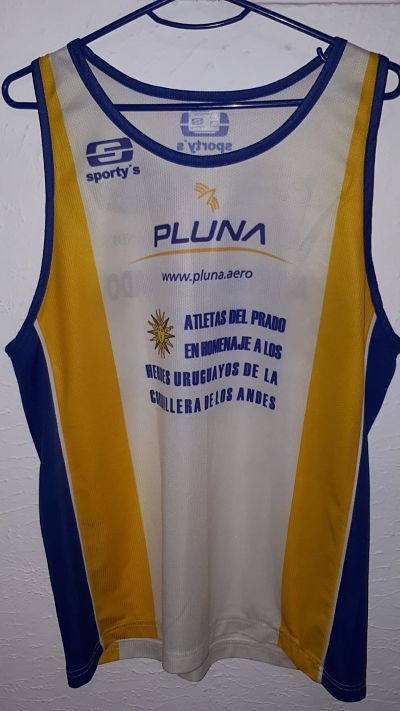 sporty's
PLUNA
www.pluna.aero
ATLETAS DEL PRADO
EN HOMENAJE A LOS
HEROES URUGUAYOS DE LA
CORDILLERA DE LOS ANDES